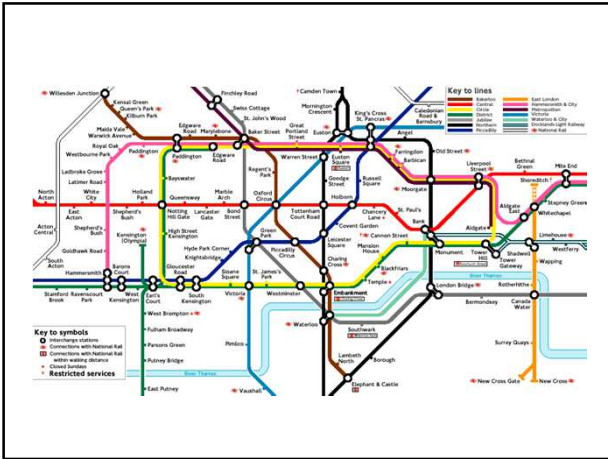 Willesden Junction
Kensal Green
Queen's Park
Kilburn Park
Maida Vale
Warwick Avenue
Royal Oak
Westbourne Park
Ladbroke Grove
Latimer Road
Edgware
Road
Marylebone
Paddington
Paddington
Edgware
Road
Finchley Road
Swiss Cottage
St. John's Wood
Baker Street
Great
Portland
Street
Camden Town
Mornington
Crescent
Euston
King's Cross
St. Pancras
Caledonian
Road &
Barnsbury
Angel
Warren Street
Euston
Square
Farringdon
Barbican
Old Street
Moorgate
Liverpool
Street
Bethnal
Green
Mile End
Shoreditch
Stepney Green
Whitechapel
Aldgate
East
Aldgate
Bayswater
Regent's
Park
Goodge
Street
Russell
Square
North
Acton
East
Acton
White
City
Shepherd's
Bush
Holland
Park
Notting
Hill Gate
Queensway
Lancaster
Gate
Marble
Arch
Bond
Street
Oxford
Circus
Tottenham
Court Road
Holborn
Chancery
Lane
St. Paul's
Bank
Acton
Central
South
Acton
Shepherd's
Bush
Goldhawk Road
Hammersmith
Kensington
(Olympia)
High Street
Kensington
Hyde Park Corner
Knightsbridge
Green
Park
Piccadilly
Circus
Leicester
Square
Covent Garden
Charing
Cross
Cannon Street
Mansion
House
Blackfriars
Temple
Monument
Tower
Hill
Tower
Gateway
Shadwell
Limehouse
Westferry
Wapping
Rotherhithe
Canada
Water
Surrey Quays
New Cross Gate
New Cross
Stamford
Brook
Ravenscourt
Park
Barons
Court
West
Kensington
Earl's
Court
Gloucester
Road
South
Kensington
Sloane
Square
Victoria
St. James's
Park
Westminster
Embankment
Waterloo
Southwark
London Bridge
Bermondsey
Borough
Lambeth
North
Elephant & Castle
Pimlico
Vauxhall
West Brompton
Fulham Broadway
Parsons Green
Putney Bridge
East Putney
River Thames
River Thames
Key to lines
Bakerloo
Central
Circle
District
Jubilee
Northern
Piccadilly
East London
Hammersmith & City
Metropolitan
Victoria
Waterloo & City
Docklands Light Railway
National Rail
Key to symbols
Interchange stations
Connections with National Rail
Connections with National Rail
within walking distance
Closed Sundays
Restricted services